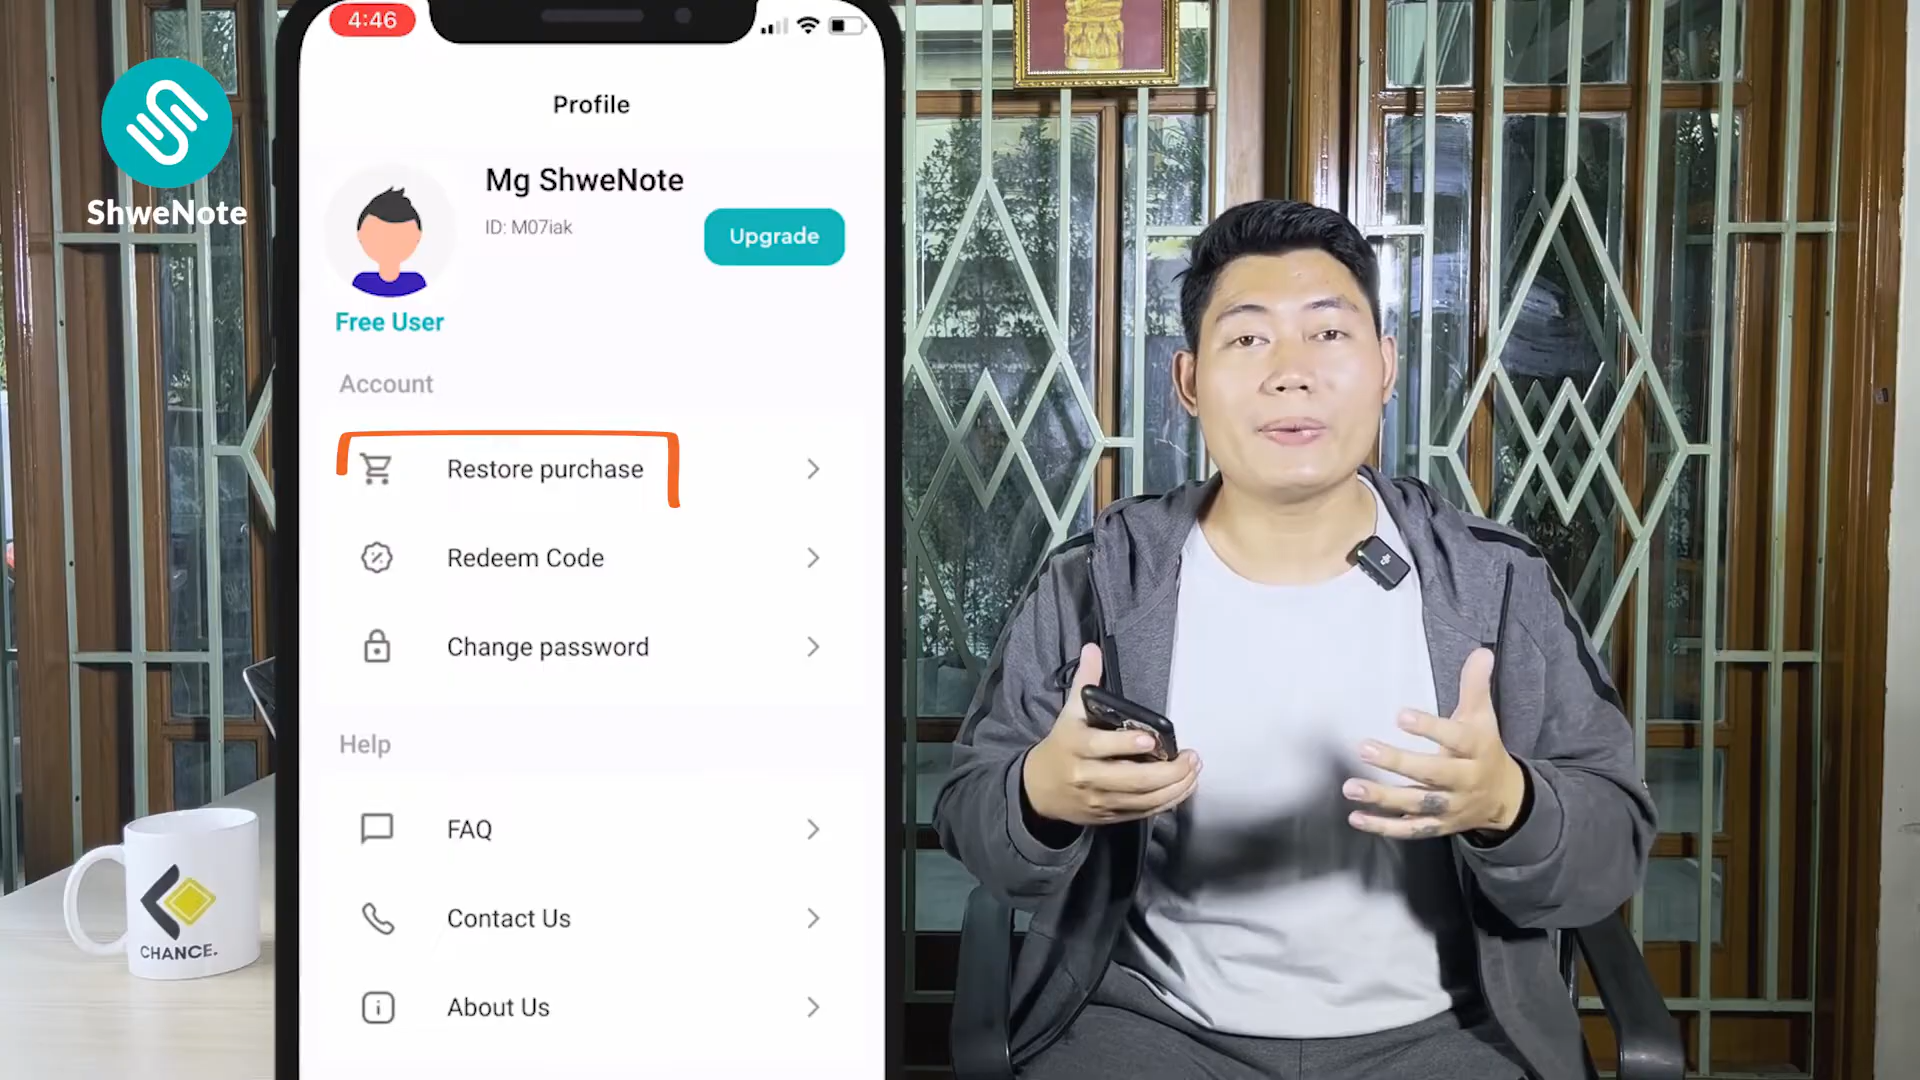 4:46
ShweNote
Profile
Mg ShweNote
ID: M07iak
Upgrade
Free User
Account
Restore purchase
Redeem Code
Change password
Help
FAQ
Contact Us
About Us
CHANCE.